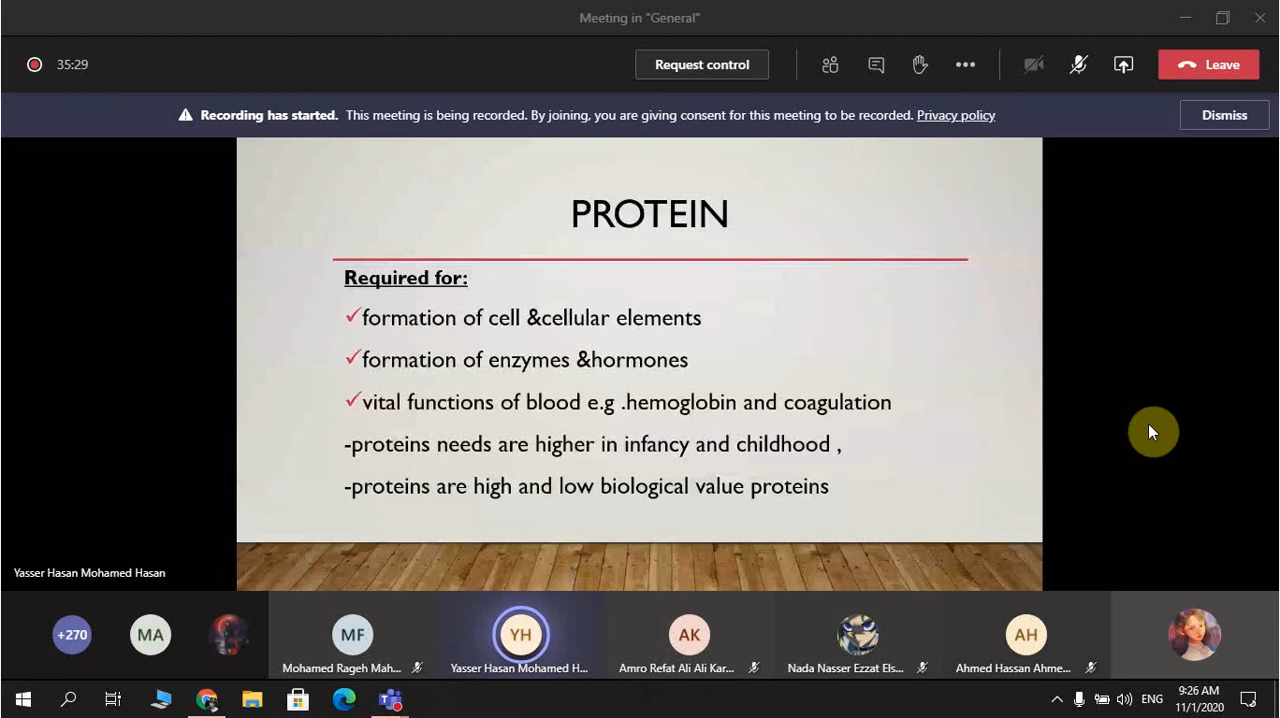 Meeting in "General"
35:29
Request control
Leave
Recording has started. This meeting is being recorded. By joining, you are giving consent for this meeting to be recorded. Privacy policy
Dismiss
PROTEIN
Required for:
✓formation of cell &cellular elements
✓formation of enzymes &hormones
✓vital functions of blood e.g .hemoglobin and coagulation
-proteins needs are higher in infancy and childhood ,
-proteins are high and low biological value proteins
Yasser Hasan Mohamed Hasan
+270
MA
MF
YH
AK
AH
Mohamed Rageh Mah...
Yasser Hasan Mohamed H...
Amro Refat Ali Ali Kar...
Nada Nasser Ezzat Els...
Ahmed Hassan Ahme...
ENG
9:26 AM
11/1/2020